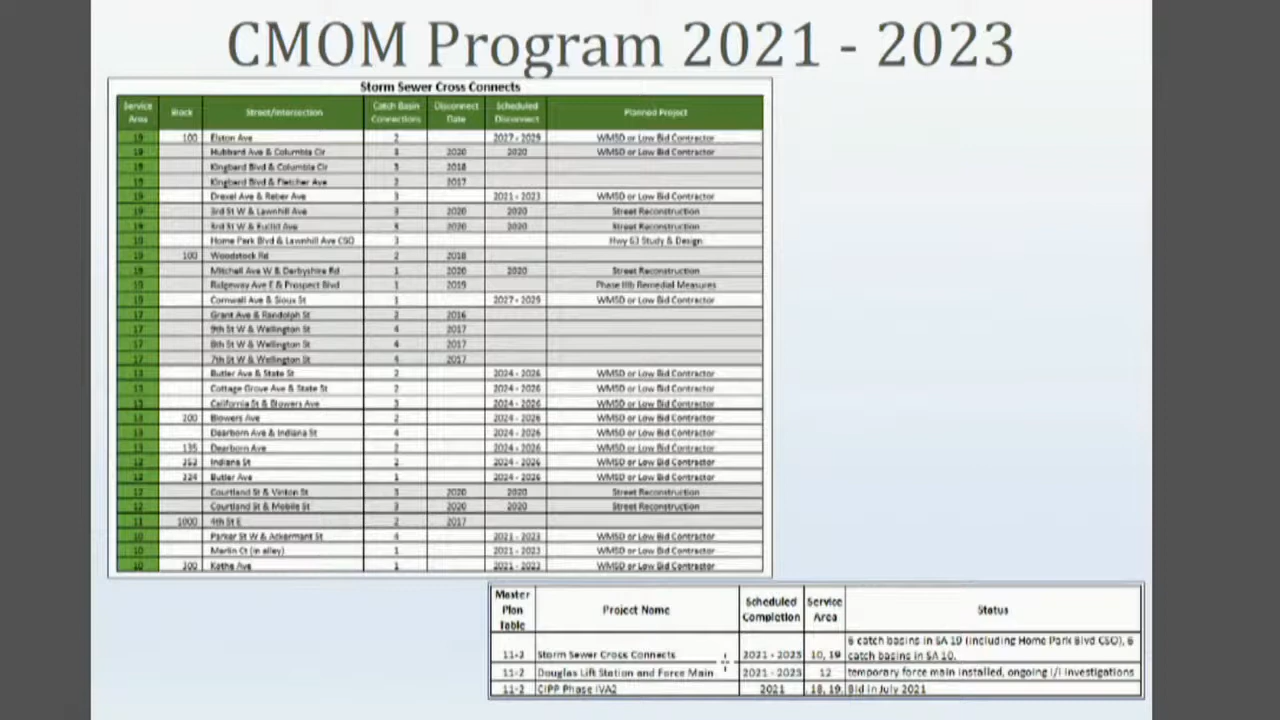 CMOM Program 2021 - 2023
Storm Sewer Cross Connects
Service Area Block Street/Intersection Catch Basin Connections Disconnect Date Scheduled Disconnect Planned Project
19 100 Elston Ave 2 2027 - 2029 WMSD or Low Bid Contractor
19 Hubbard Ave & Columbia Cir 3 2020 2020 WMSD or Low Bid Contractor
19 Kingbard Blvd & Columbia Cir 3 2018
19 Kingbard Blvd & Fletcher Ave 2 2017
19 Drexel Ave & Reber Ave 3 2021 - 2023 WMSD or Low Bid Contractor
19 3rd St W & Lawnhill Ave 3 2020 2020 Street Reconstruction
19 3rd St W & Euclid Ave 2020 2020 Street Reconstruction
19 Home Park Blvd & Lawnhill Ave CSO 3 Hwy 63 Study & Design
19 100 Woodstock Rd 2 2018
19 Mitchell Ave W & Derbyshire Rd 1 2020 2020 Street Reconstruction
19 Ridgeway Ave E & Prospect Blvd 1 2019 Phase IIIb Remedial Measures
19 Cornwall Ave & Sioux St 1 2027 - 2029 WMSD or Low Bid Contractor
17 Grant Ave & Randolph St 2 2016
17 9th St W & Wellington St 4 2017
17 8th St W & Wellington St 4 2017
17 7th St W & Wellington St 4 2017
13 Butler Ave & State St 2 2024 - 2026 WMSD or Low Bid Contractor
13 Cottage Grove Ave & State St 2 2024 - 2026 WMSD or Low Bid Contractor
13 California St & Blowers Ave 3 2024 - 2026 WMSD or Low Bid Contractor
13 200 Blowers Ave 2 2024 - 2026 WMSD or Low Bid Contractor
13 Dearborn Ave & Indiana St 4 2024 - 2026 WMSD or Low Bid Contractor
13 135 Dearborn Ave 2 2024 - 2026 WMSD or Low Bid Contractor
Indiana St 2024 - 2026 WMSD or Low Bid Contractor
324 Butler Ave 1 2024 - 2026 WMSD or Low Bid Contractor
12 Courtland St & Vinton St 3 2020 2020 Street Reconstruction
12 Courtland St & Mobile St 3 2020 2020 Street Reconstruction
11 1000 4th St E 2 2017
10 Parker St W & Ackermant St 4 2021 - 2023 WMSD or Low Bid Contractor
10 Marlin Ct (in alley) 1 2021 - 2023 WMSD or Low Bid Contractor
10 300 Kothe Ave 1 2021 - 2023 WMSD or Low Bid Contractor
Master Plan Table Project Name Scheduled Completion Service Area Status
11-3 Storm Sewer Cross Connects 2021 - 2023 10, 19 6 catch basins in SA 19 (including Home Park Blvd CSO), 6
catch basins in SA 10.
11-2 Douglas Lift Station and Force Main 2021 - 2023 12 temporary force main installed, ongoing I/I investigations
11-2 CIPP Phase IVA2 2021 18, 19 Bid in July 2021